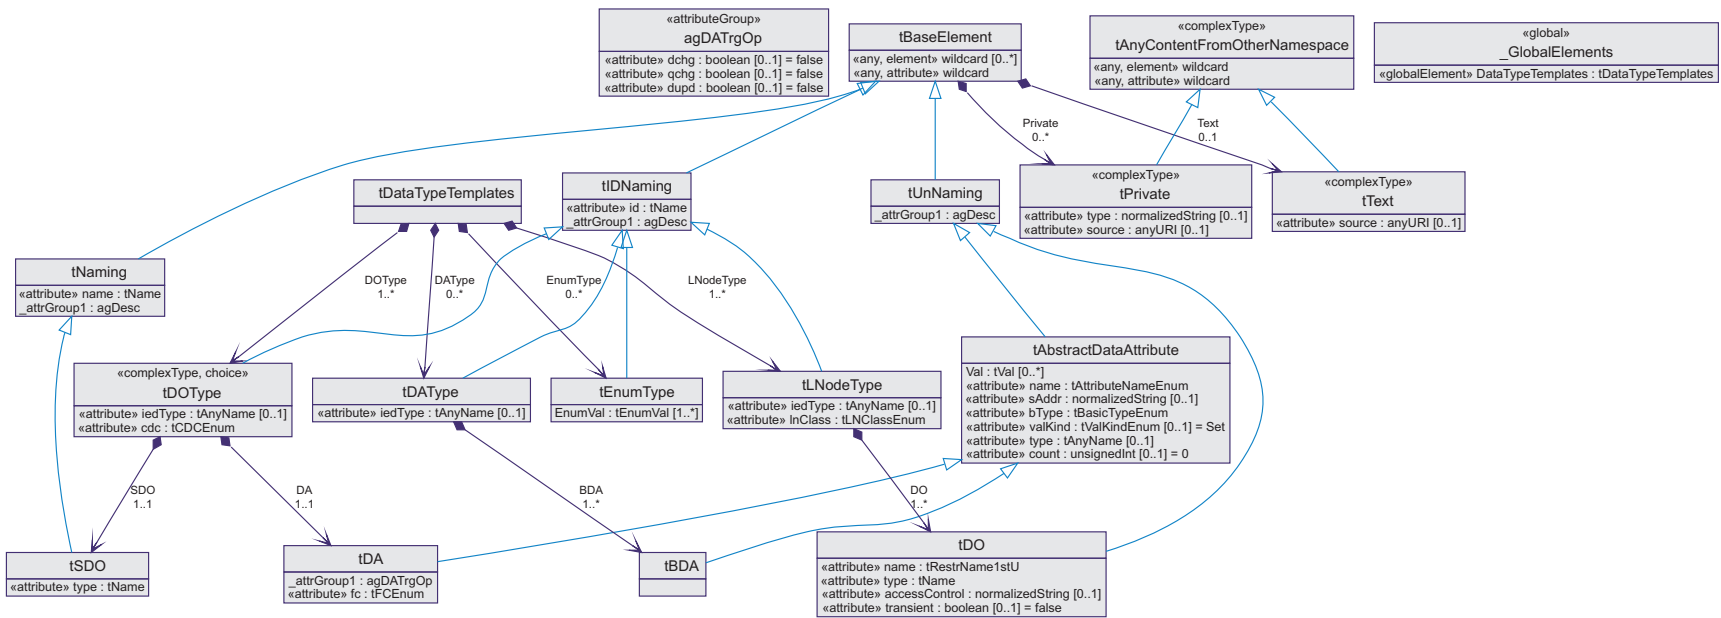 «attributeGroup»
agDATrgOp
«attribute» dchg : boolean [0..1] = false
«attribute» qchg : boolean [0..1] = false
«attribute» dupd : boolean [0..1] = false
tBaseElement
«any, element» wildcard [0..*]
«any, attribute» wildcard
«complexType»
tAnyContentFromOtherNamespace
«any, element» wildcard
«any, attribute» wildcard
«global»
_GlobalElements
«globalElement» DataTypeTemplates : tDataTypeTemplates
Private
0..*
Text
0..1
tDataTypeTemplates
tIDNaming
«attribute» id : tName
_attrGroup1 : agDesc
tUnNaming
_attrGroup1 : agDesc
«complexType»
tPrivate
«attribute» type : normalizedString [0..1]
«attribute» source : anyURI [0..1]
«complexType»
tText
«attribute» source : anyURI [0..1]
tNaming
«attribute» name : tName
_attrGroup1 : agDesc
DOType
1..*
DAType
0..*
EnumType
0..*
LNodeType
1..*
«complexType, choice»
tDOType
«attribute» iedType : tAnyName [0..1]
«attribute» cdc : tCDCEnum
tDAType
«attribute» iedType : tAnyName [0..1]
tEnumType
EnumVal : tEnumVal [1..*]
tLNodeType
«attribute» iedType : tAnyName [0..1]
«attribute» lnClass : tLNClassEnum
tAbstractDataAttribute
Val : tVal [0..*]
«attribute» name : tAttributeNameEnum
«attribute» sAddr : normalizedString [0..1]
«attribute» bType : tBasicTypeEnum
«attribute» valKind : tValKindEnum [0..1] = Set
«attribute» type : tAnyName [0..1]
«attribute» count : unsignedInt [0..1] = 0
SDO
1..1
DA
1..1
BDA
1..*
DO
1..*
tSDO
«attribute» type : tName
tDA
_attrGroup1 : agDATrgOp
«attribute» fc : tFCEnum
tBDA
tDO
«attribute» name : tRestrName1stU
«attribute» type : tName
«attribute» accessControl : normalizedString [0..1]
«attribute» transient : boolean [0..1] = false